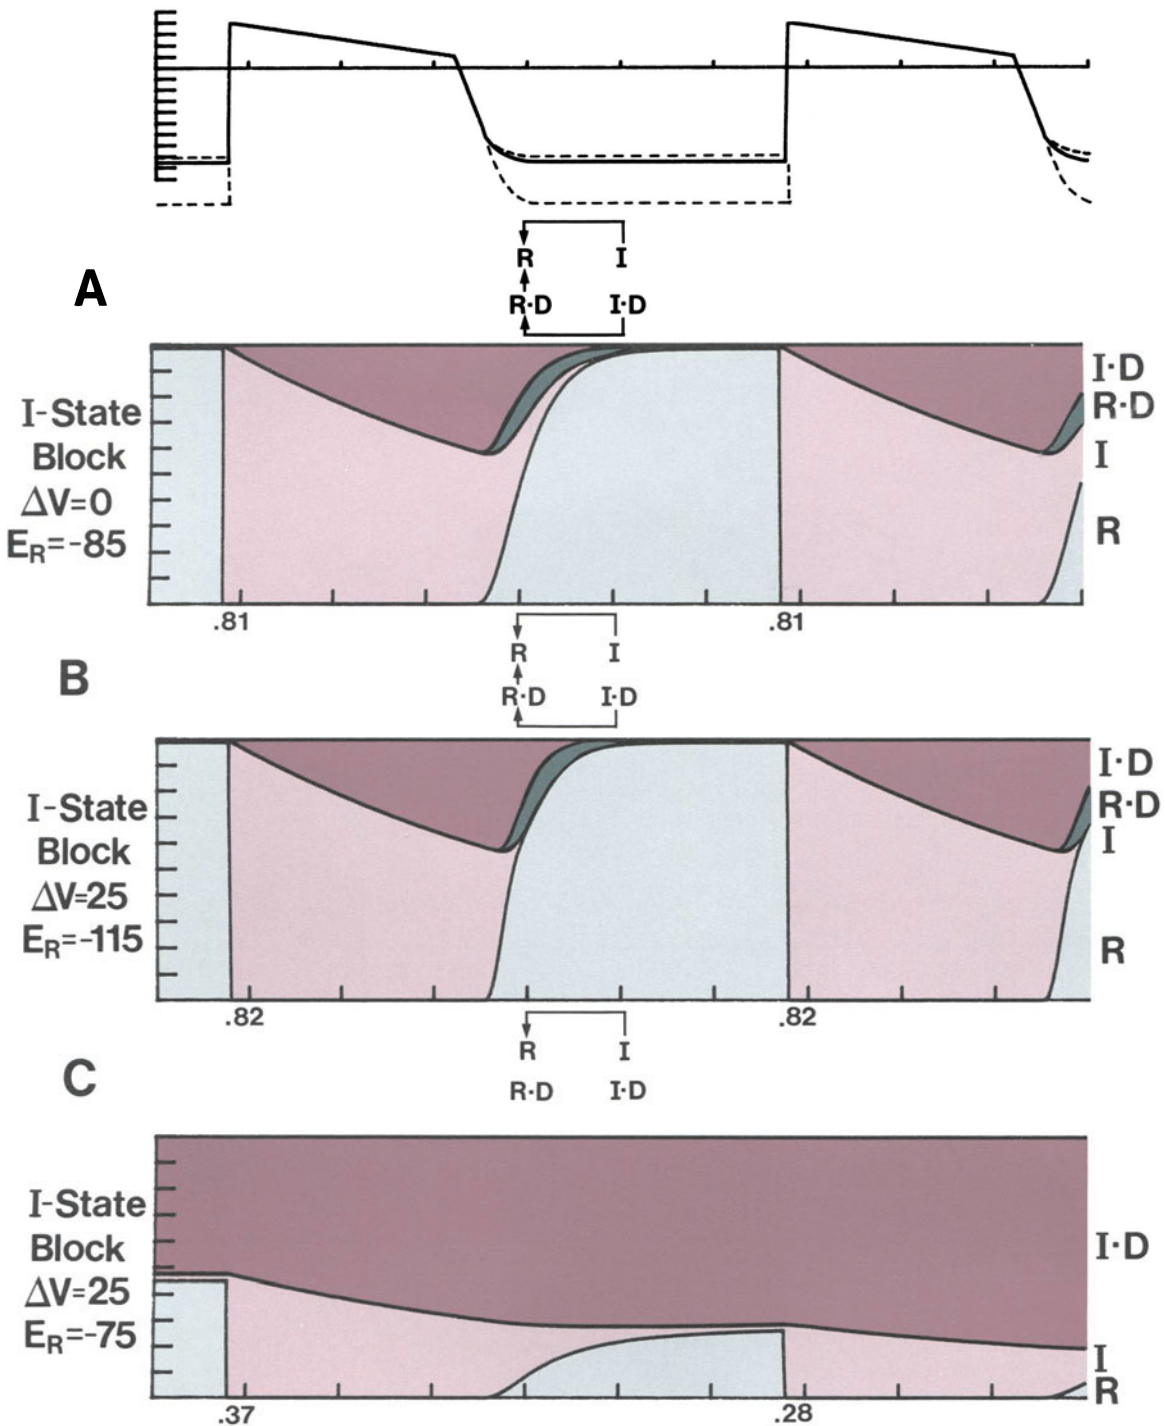 R I
A
R·D I·D
I-State
Block
ΔV=0
E_R=-85
I·D
R·D
I
R
.81 .81
R I
B
R·D I·D
I-State
Block
ΔV=25
E_R=-115
I·D
R·D
I
R
.82 .82
R I
C
R·D I·D
I-State
Block
ΔV=25
E_R=-75
I·D
I
R
.37 .28